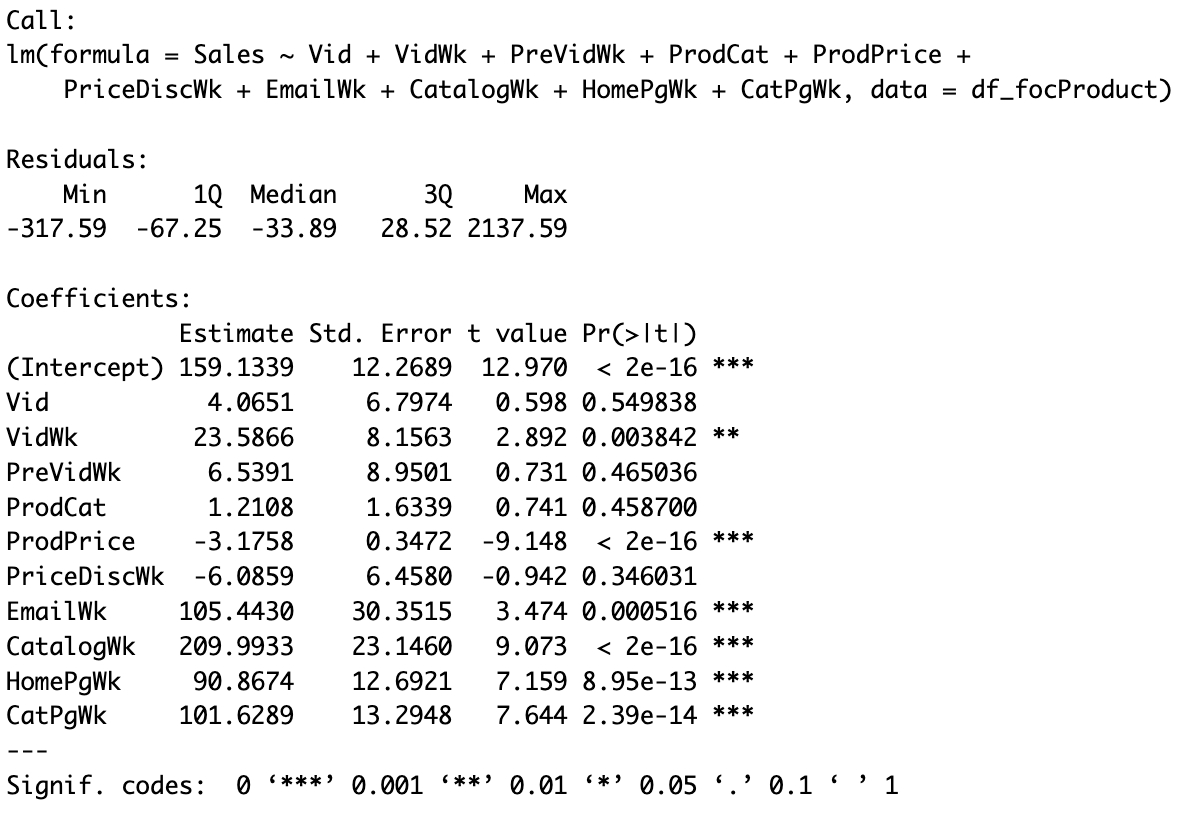 Call:
lm(formula = Sales ~ Vid + VidWk + PreVidWk + ProdCat + ProdPrice +
    PriceDiscWk + EmailWk + CatalogWk + HomePgWk + CatPgWk, data = df_focProduct)

Residuals:
    Min      1Q  Median      3Q     Max
-317.59  -67.25  -33.89   28.52 2137.59

Coefficients:
            Estimate Std. Error t value Pr(>|t|)
(Intercept) 159.1339    12.2689  12.970  < 2e-16 ***
Vid           4.0651     6.7974   0.598 0.549838
VidWk        23.5866     8.1563   2.892 0.003842 **
PreVidWk      6.5391     8.9501   0.731 0.465036
ProdCat       1.2108     1.6339   0.741 0.458700
ProdPrice    -3.1758     0.3472  -9.148  < 2e-16 ***
PriceDiscWk  -6.0859     6.4580  -0.942 0.346031
EmailWk     105.4430    30.3515   3.474 0.000516 ***
CatalogWk   209.9933    23.1460   9.073  < 2e-16 ***
HomePgWk     90.8674    12.6921   7.159 8.95e-13 ***
CatPgWk     101.6289    13.2948   7.644 2.39e-14 ***
---
Signif. codes:  0 ‘***’ 0.001 ‘**’ 0.01 ‘*’ 0.05 ‘.’ 0.1 ‘ ’ 1